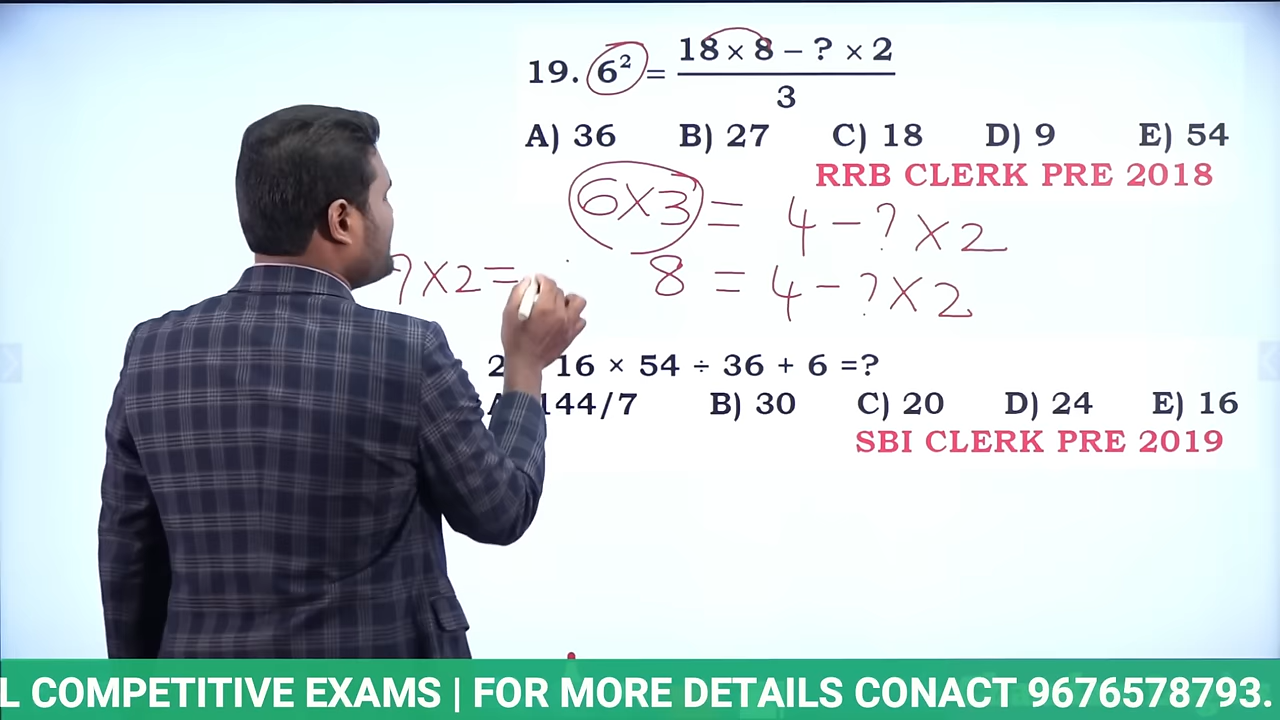 19. 6² = 18 × 8 – ? × 2 / 3
A) 36 B) 27 C) 18 D) 9 E) 54
RRB CLERK PRE 2018
6×3 = 4 – ? × 2
8 = 4 – ? × 2
? × 2 =
16 × 54 ÷ 36 + 6 =?
144/7 B) 30 C) 20 D) 24 E) 16
SBI CLERK PRE 2019
L COMPETITIVE EXAMS | FOR MORE DETAILS CONACT 9676578793.